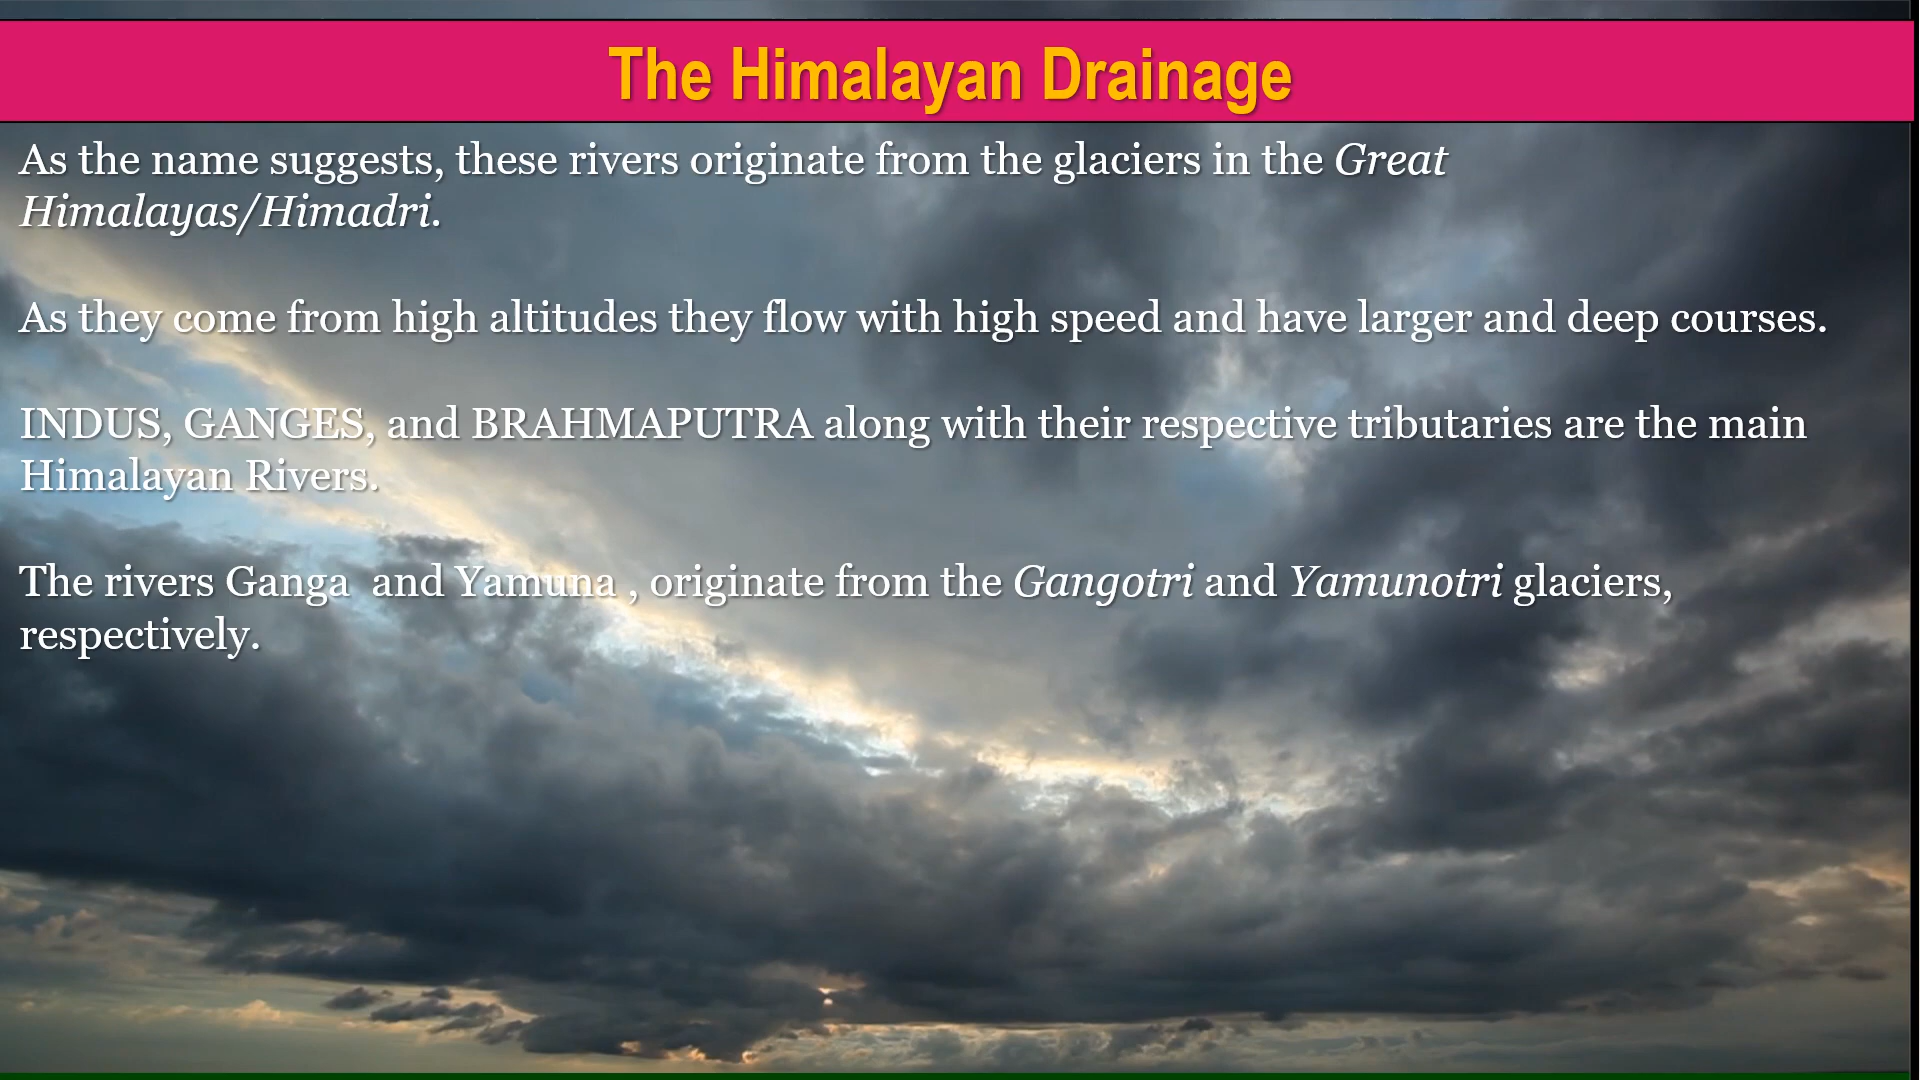 The Himalayan Drainage
As the name suggests, these rivers originate from the glaciers in the Great
Himalayas/Himadri.
As they come from high altitudes they flow with high speed and have larger and deep courses.
INDUS, GANGES, and BRAHMAPUTRA along with their respective tributaries are the main
Himalayan Rivers.
The rivers Ganga  and Yamuna , originate from the Gangotri and Yamunotri glaciers,
respectively.